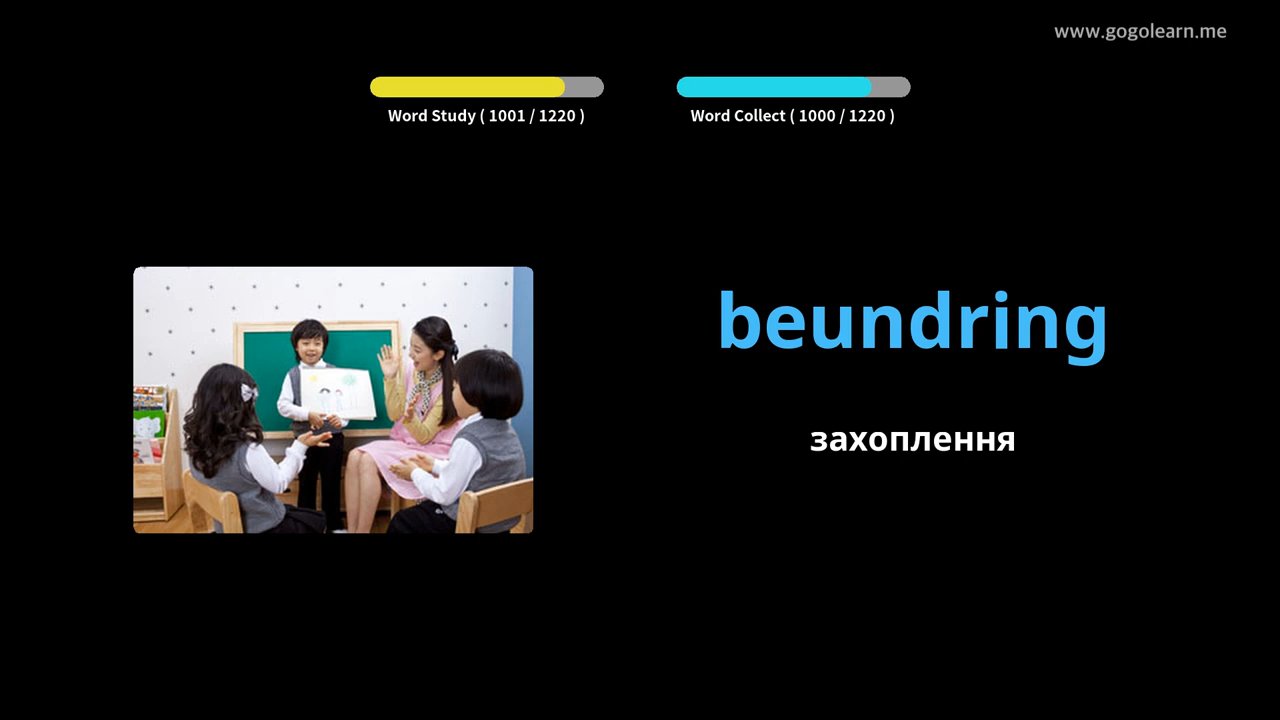 www.gogolearn.me
Word Study ( 1001 / 1220 )
Word Collect ( 1000 / 1220 )
beundring
захоплення